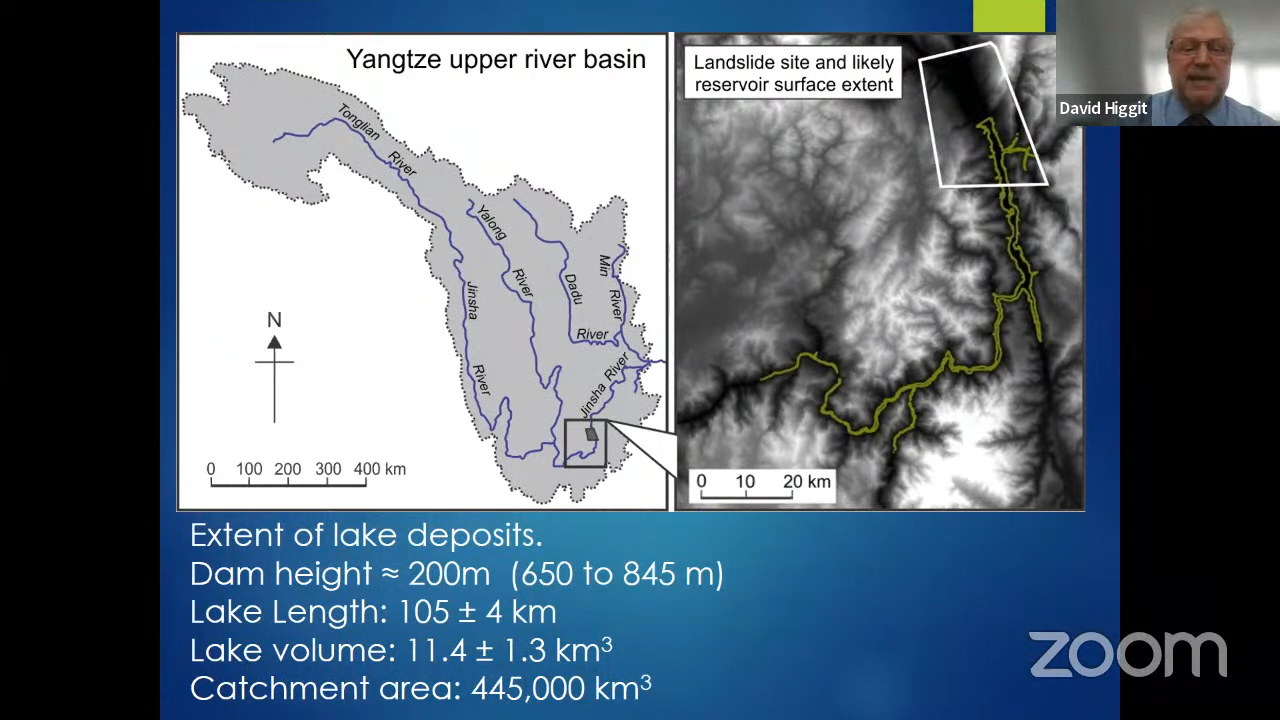 Yangtze upper river basin
Tonglian River
Yalong River
Dadu River
Min River
Jinsha River
Jinsha River
N
0 100 200 300 400 km
Landslide site and likely
reservoir surface extent
0 10 20 km
David Higgit
Extent of lake deposits.
Dam height ≈ 200m (650 to 845 m)
Lake Length: 105 ± 4 km
Lake volume: 11.4 ± 1.3 km³
Catchment area: 445,000 km³
zoom